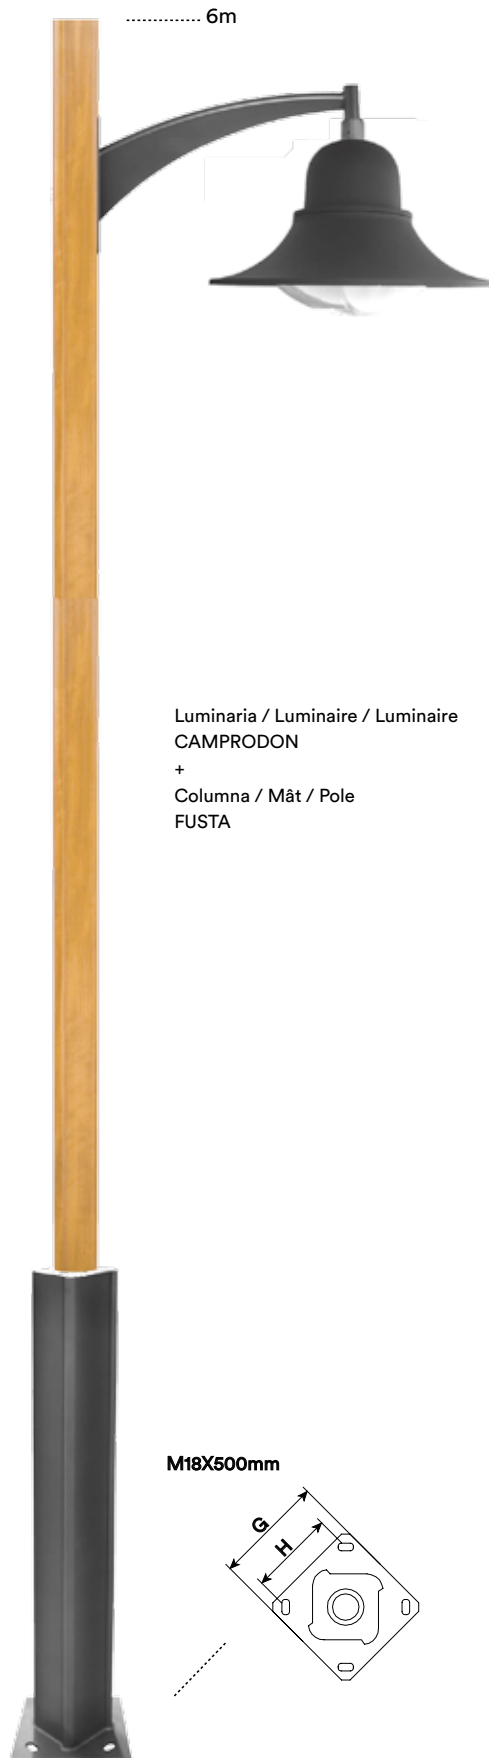 6m
Luminaria / Luminaire / Luminaire
CAMPRODON
+
Columna / Mât / Pole
FUSTA
M18X500mm
G
H